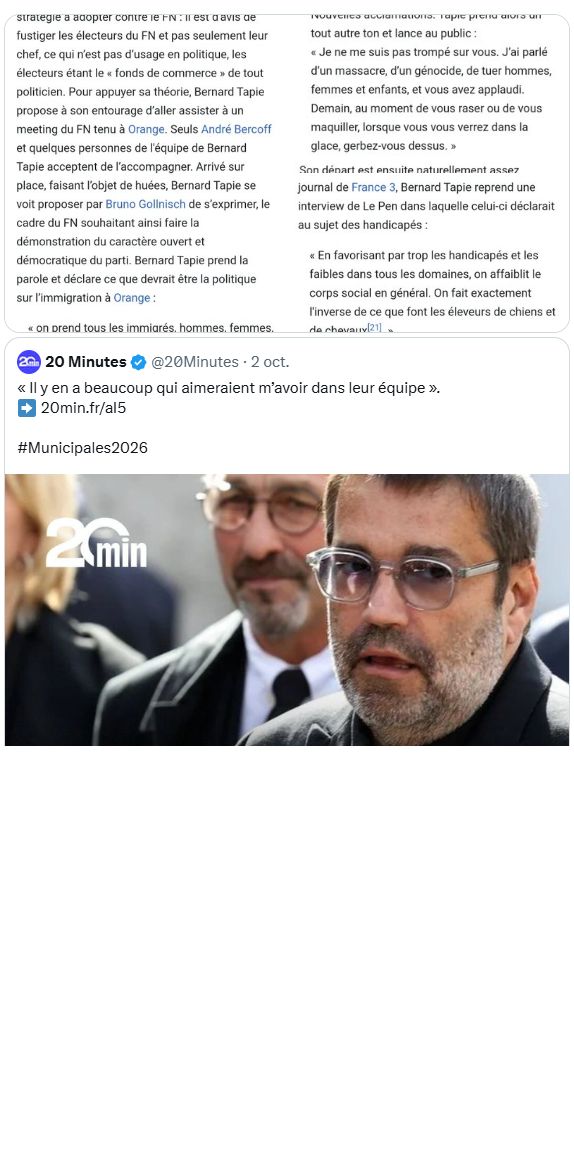 stratégie à adopter contre le FN : il est d'avis de
fustiger les électeurs du FN et pas seulement leur
chef, ce qui n'est pas d'usage en politique, les
électeurs étant le « fonds de commerce » de tout
politicien. Pour appuyer sa théorie, Bernard Tapie
propose à son entourage d'aller assister à un
meeting du FN tenu à Orange. Seuls André Bercoff
et quelques personnes de l'équipe de Bernard
Tapie acceptent de l'accompagner. Arrivé sur
place, faisant l'objet de huées, Bernard Tapie se
voit proposer par Bruno Gollnisch de s'exprimer, le
cadre du FN souhaitant ainsi faire la
démonstration du caractère ouvert et
démocratique du parti. Bernard Tapie prend la
parole et déclare ce que devrait être la politique
sur l'immigration à Orange :
« on prend tous les immigrés, hommes, femmes,
Nouvelles acclamations. Tapie prend alors un
tout autre ton et lance au public :
« Je ne me suis pas trompé sur vous. J'ai parlé
d'un massacre, d'un génocide, de tuer hommes,
femmes et enfants, et vous avez applaudi.
Demain, au moment de vous raser ou de vous
maquiller, lorsque vous vous verrez dans la
glace, gerbez-vous dessus. »
Son départ est ensuite naturellement assez
journal de France 3, Bernard Tapie reprend une
interview de Le Pen dans laquelle celui-ci déclarait
au sujet des handicapés :
« En favorisant par trop les handicapés et les
faibles dans tous les domaines, on affaiblit le
corps social en général. On fait exactement
l'inverse de ce que font les éleveurs de chiens et
de chevaux[21]. »
20 Minutes @20Minutes · 2 oct.
« Il y en a beaucoup qui aimeraient m'avoir dans leur équipe ».
➡ 20min.fr/al5
#Municipales2026
20min